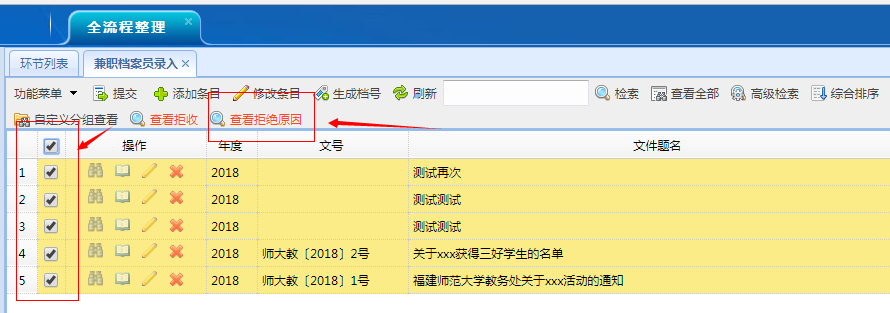 全流程整理
环节列表 兼职档案员录入
功能菜单 提交 添加条目 修改条目 生成档号 刷新 检索 查看全部 高级检索 综合排序
自定义分组查看 查看拒收 查看拒绝原因
操作 年度 文号 文件题名
1 2018 测试再次
2 2018 测试测试
3 2018 测试测试
4 2018 师大教〔2018〕2号 关于xxx获得三好学生的名单
5 2018 师大教〔2018〕1号 福建师范大学教务处关于xxx活动的通知